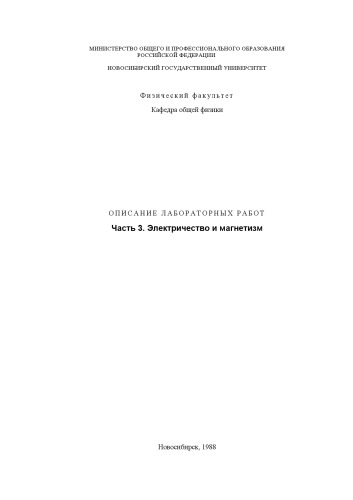 МИНИСТЕРСТВО ОБЩЕГО И ПРОФЕССИОНАЛЬНОГО ОБРАЗОВАНИЯ
РОССИЙСКОЙ ФЕДЕРАЦИИ
НОВОСИБИРСКИЙ ГОСУДАРСТВЕННЫЙ УНИВЕРСИТЕТ
Физический факультет
Кафедра общей физики
ОПИСАНИЕ ЛАБОРАТОРНЫХ РАБОТ
Часть 3. Электричество и магнетизм
Новосибирск, 1988